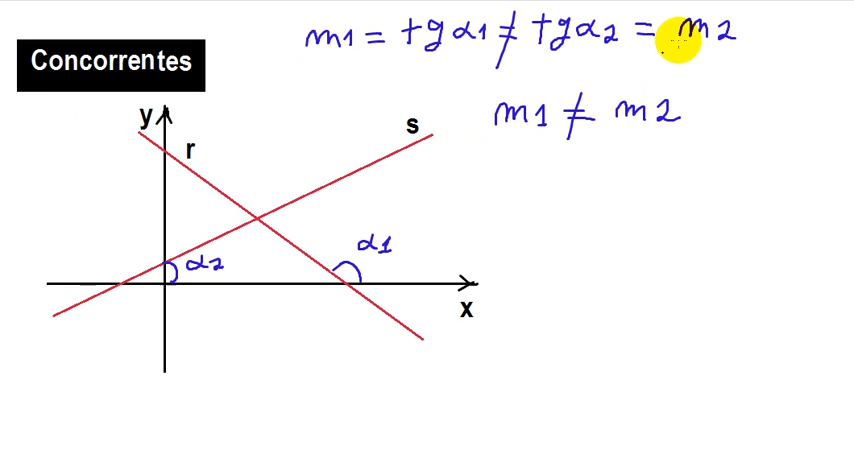 m1 = tgα1 ≠ tgα2 = m2
Concorrentes
m1 ≠ m2
y
s
r
α1
α2
x